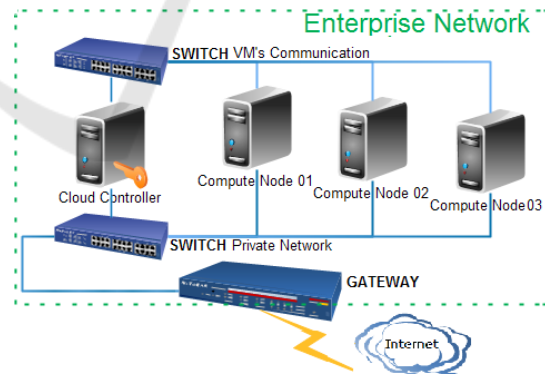 Enterprise Network
SWITCH VM's Communication
Cloud Controller
Compute Node 01
Compute Node 02
Compute Node03
SWITCH Private Network
GATEWAY
Internet